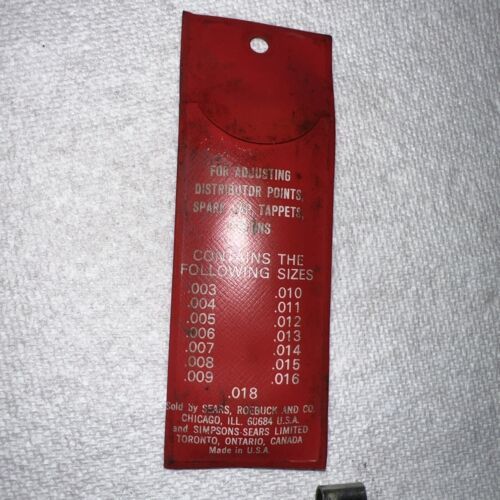 FOR ADJUSTING
DISTRIBUTOR POINTS,
SPARK GAP, TAPPETS,
CONTAINS THE
FOLLOWING SIZES
.003 .010
.004 .011
.005 .012
.006 .013
.007 .014
.008 .015
.009 .016
.018
Sold by SEARS, ROEBUCK AND CO.
CHICAGO, ILL. 60684 U.S.A.
and SIMPSONS-SEARS LIMITED
TORONTO, ONTARIO, CANADA
Made in U.S.A.